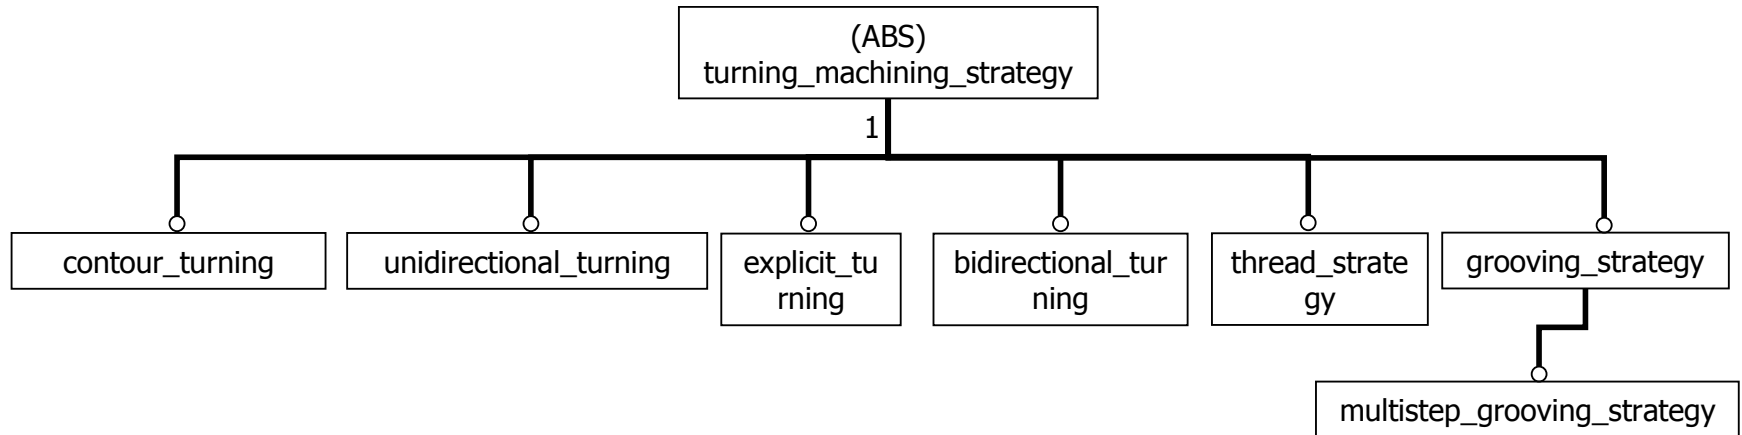 (ABS)
turning_machining_strategy
1
contour_turning
unidirectional_turning
explicit_tu
rning
bidirectional_tur
ning
thread_strate
gy
grooving_strategy
multistep_grooving_strategy